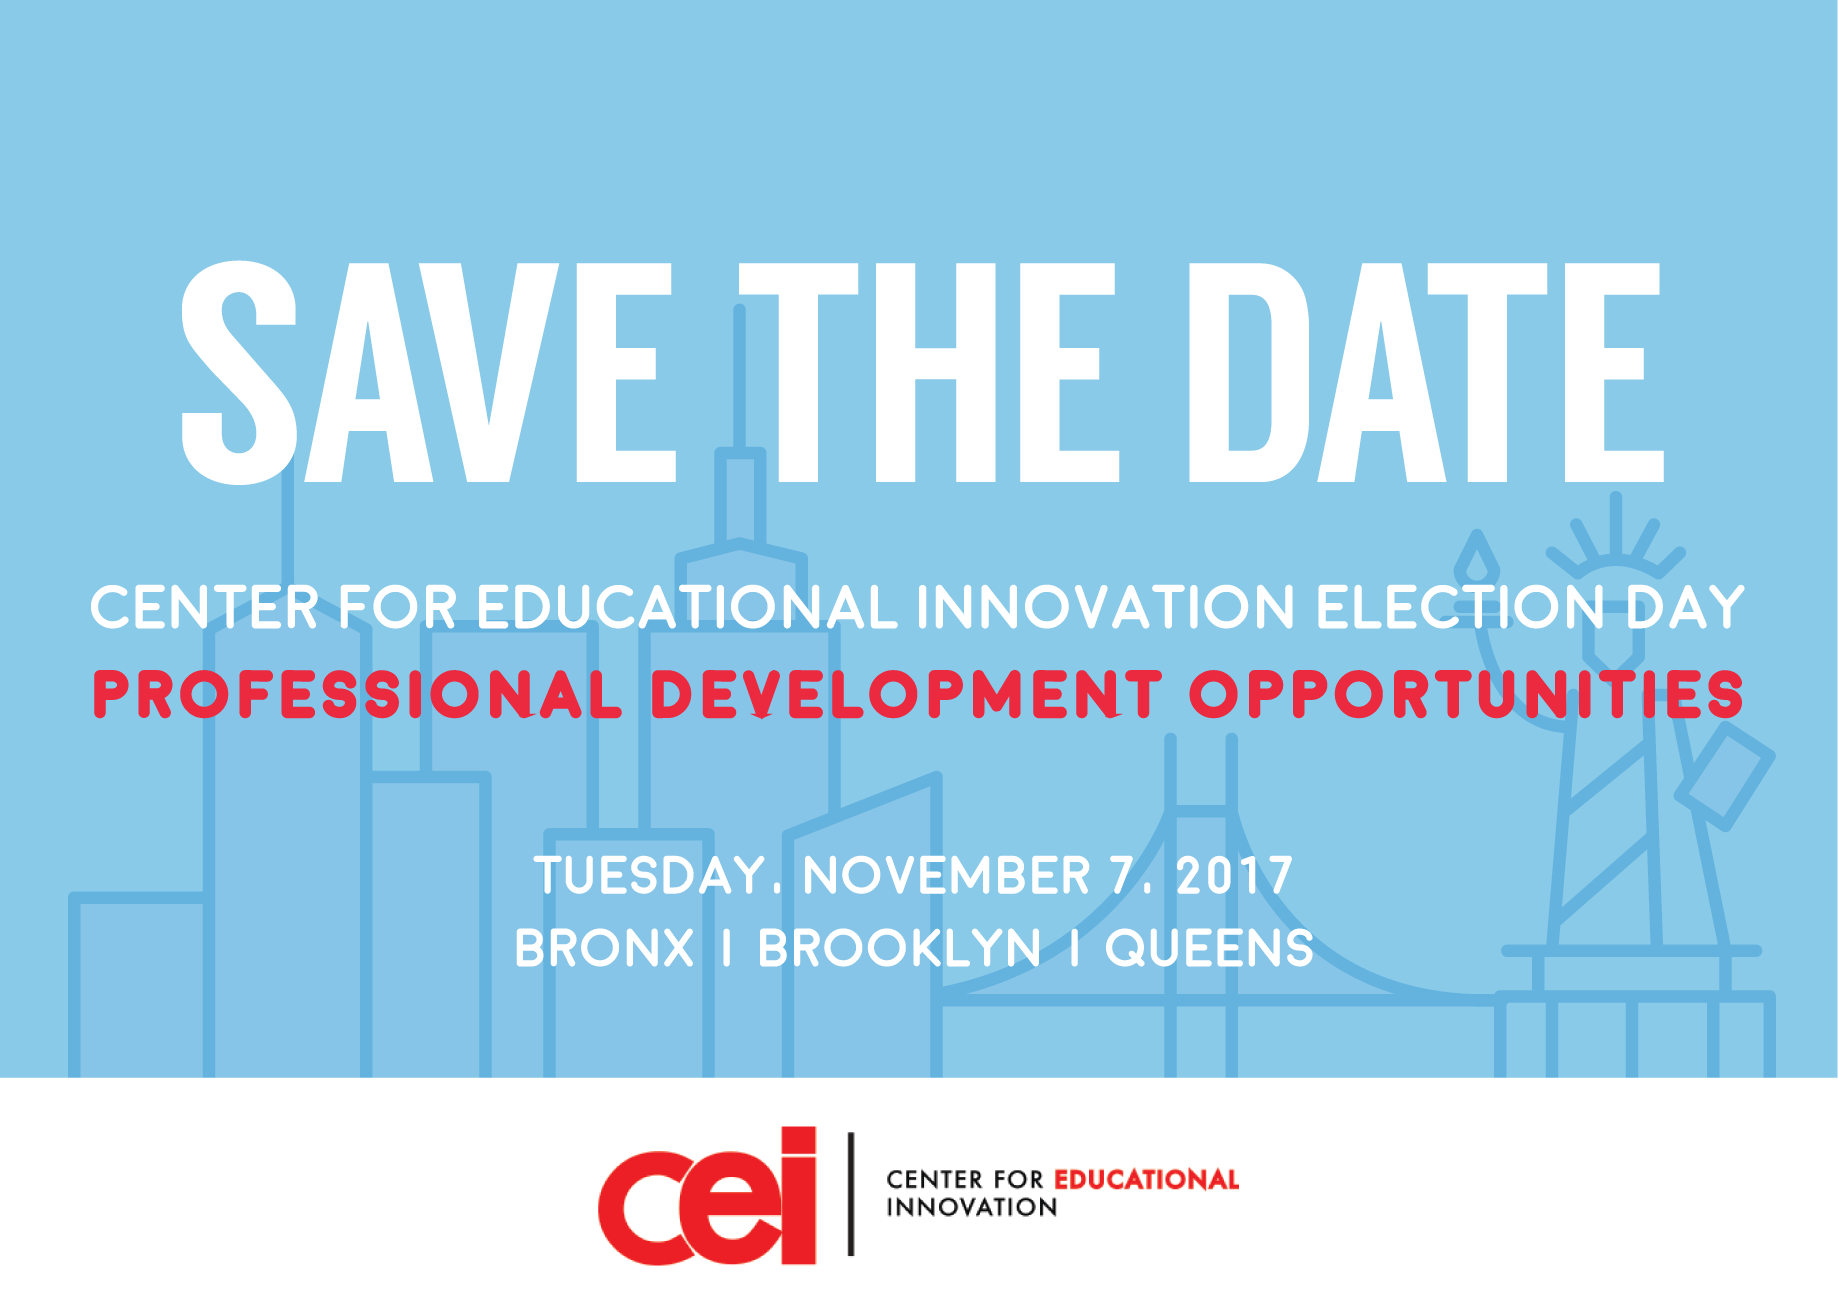 SAVE THE DATE
CENTER FOR EDUCATIONAL INNOVATION ELECTION DAY
PROFESSIONAL DEVELOPMENT OPPORTUNITIES
TUESDAY, NOVEMBER 7, 2017
BRONX | BROOKLYN | QUEENS
cei
CENTER FOR EDUCATIONAL
INNOVATION